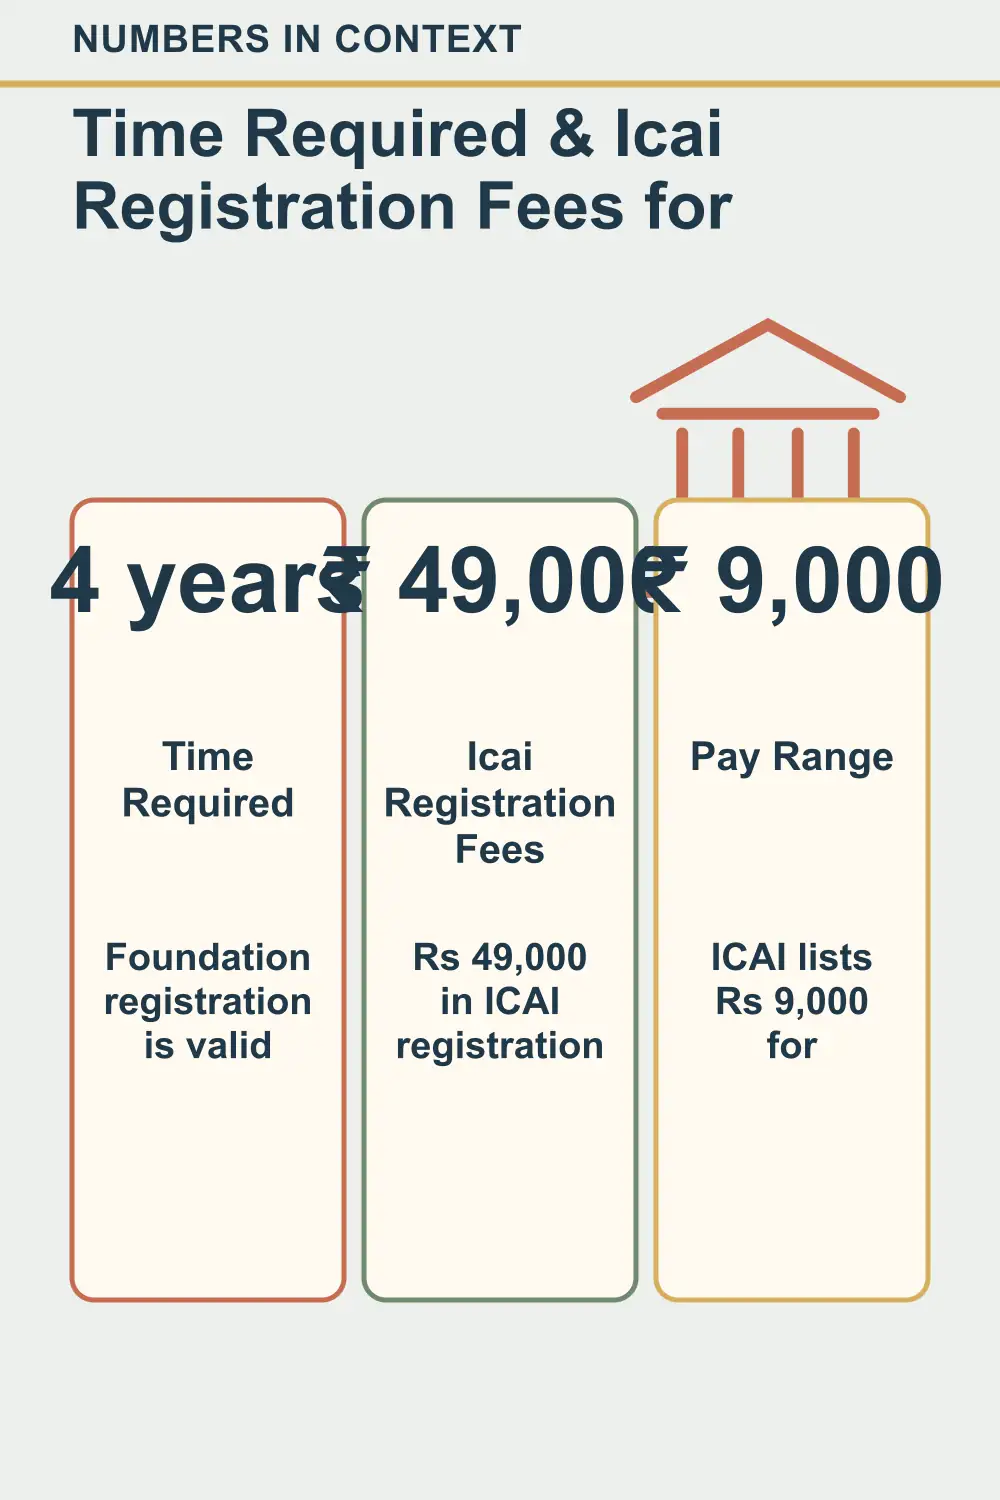 NUMBERS IN CONTEXT
Time Required & Icai
Registration Fees for
4 years
₹ 49,000
₹ 9,000
Time
Required
Icai
Registration
Fees
Pay Range
Foundation
registration
is valid
Rs 49,000
in ICAI
registration
ICAI lists
Rs 9,000
for